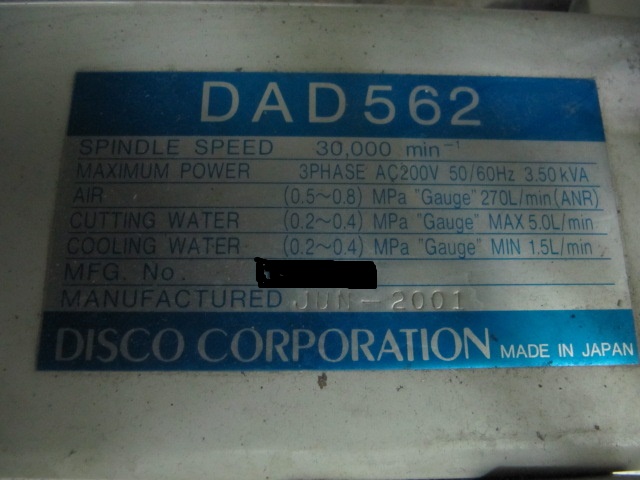 DAD562
SPINDLE SPEED 30,000 min⁻¹
MAXIMUM POWER 3PHASE AC200V 50/60Hz 3.50kVA
AIR (0.5～0.8) MPa "Gauge" 270L/min(ANR)
CUTTING WATER (0.2～0.4) MPa "Gauge" MAX 5.0L/min
COOLING WATER (0.2～0.4) MPa "Gauge" MIN 1.5L/min
MFG. No.
MANUFACTURED JUN-2001
DISCO CORPORATION MADE IN JAPAN